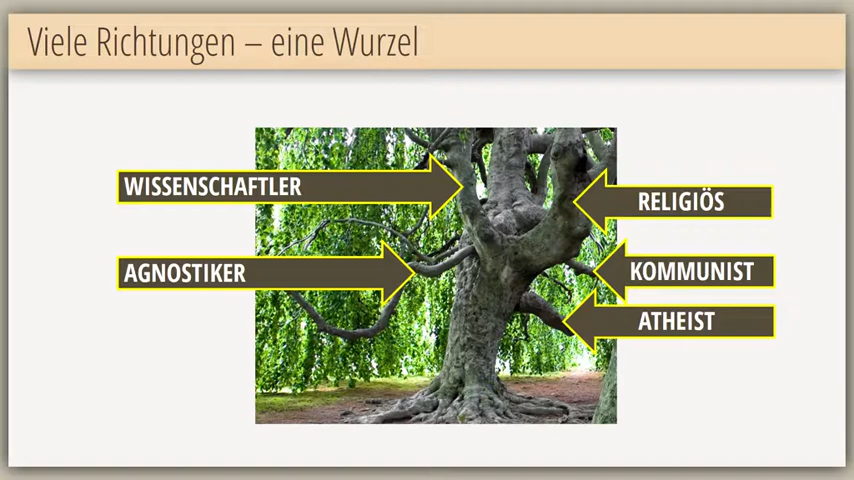 Viele Richtungen – eine Wurzel
WISSENSCHAFTLER
RELIGIÖS
AGNOSTIKER
KOMMUNIST
ATHEIST